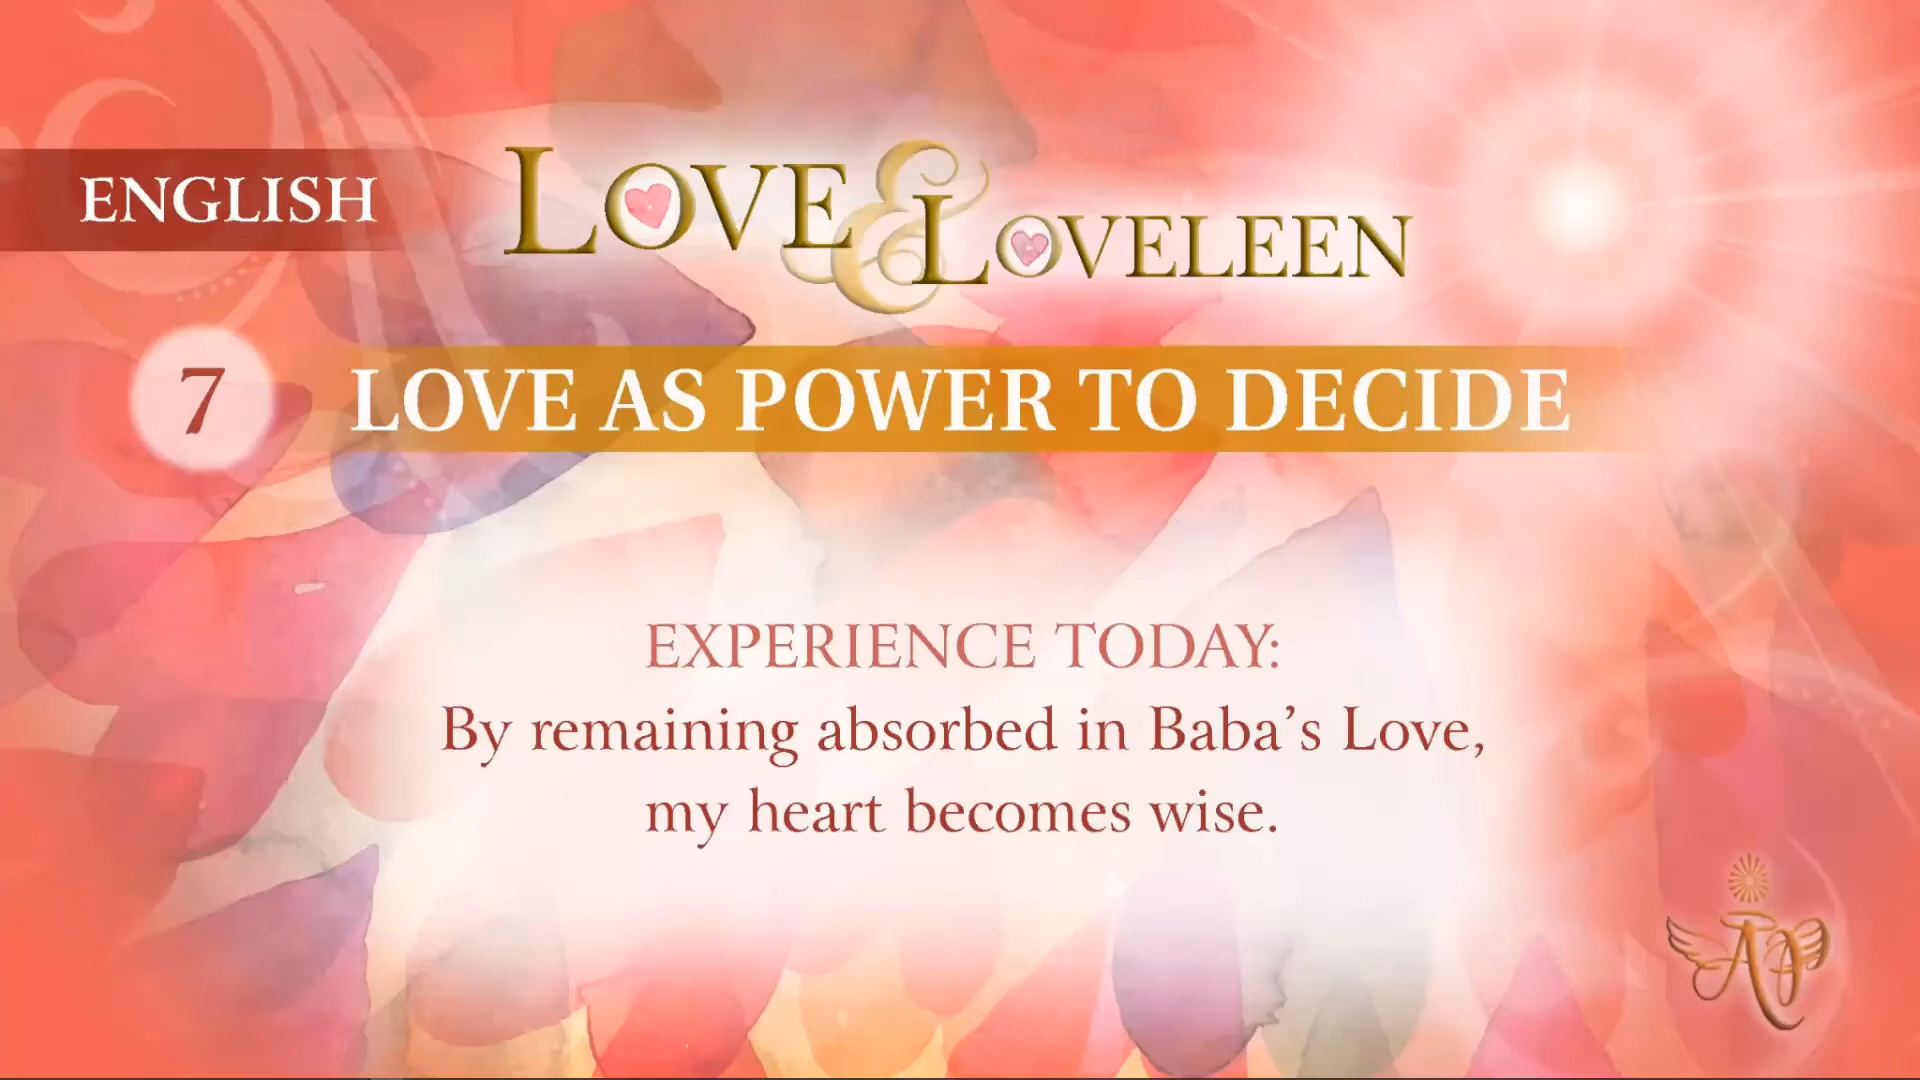 ENGLISH
LOVE & LOVELEEN
7
LOVE AS POWER TO DECIDE
EXPERIENCE TODAY:
By remaining absorbed in Baba’s Love,
my heart becomes wise.